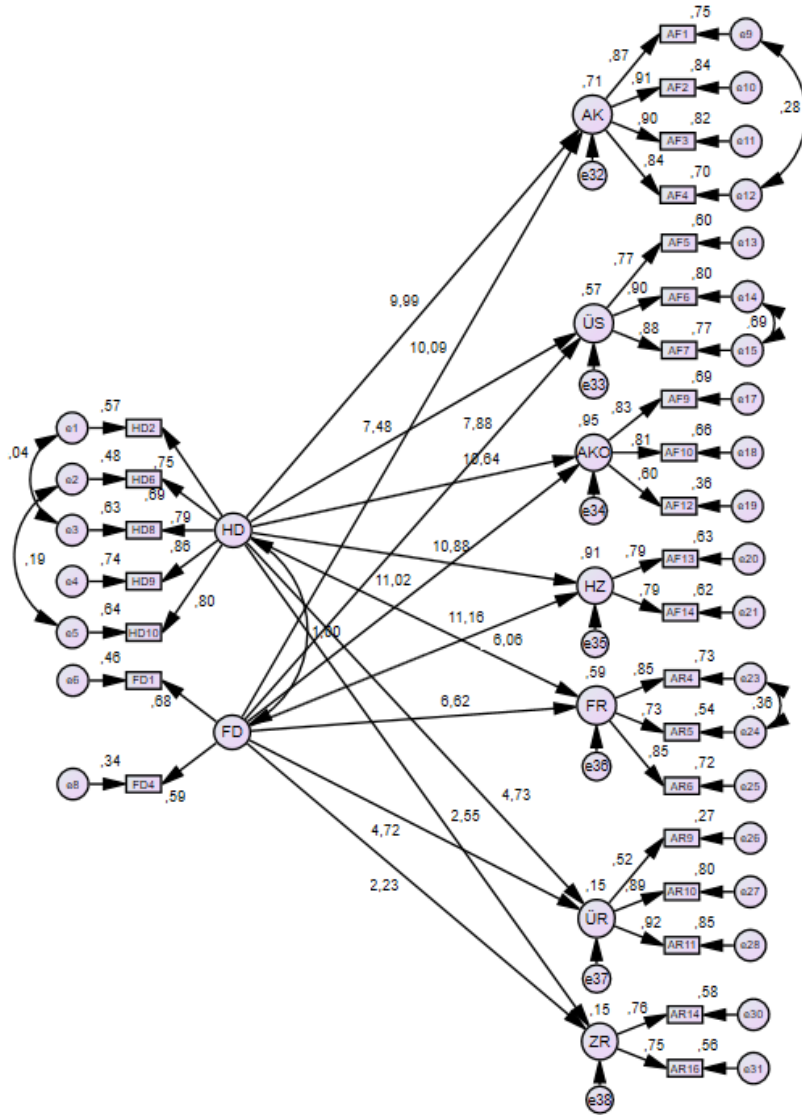 ,75
AF1
e9
,87
,84
,71
,91
AF2
e10
,28
AK
,82
,90
AF3
e11
,84
,70
e32
AF4
e12
,60
AF5
e13
,77
,80
9,99
,57
,90
AF6
e14
ÜS
,69
10,09
,88
,77
AF7
e15
e33
,69
7,48
7,88
,95
,83
AF9
e17
,57
10,64
,66
e1
HD2
AKO
,81
AF10
e18
,04
,48
,75
,60
,36
e2
HD6
,69
e34
AF12
e19
,63
,79
HD
10,88
,63
e3
HD8
,91
,79
AF13
e20
,86
,19
,74
11,02
HZ
,62
e4
HD9
,79
AF14
e21
,64
,80
11,16
e5
HD10
1,00
6,06
e35
,46
,59
,85
,73
e6
FD1
AR4
e23
,68
6,62
FR
,73
,54
,36
FD
AR5
e24
,34
e36
,85
,72
e8
FD4
AR6
e25
,59
4,73
2,55
,27
4,72
AR9
e26
,52
2,23
,15
,89
,80
AR10
e27
ÜR
,92
,85
AR11
e28
e37
,15
,76
,58
AR14
e30
ZR
,75
,56
AR16
e31
e38